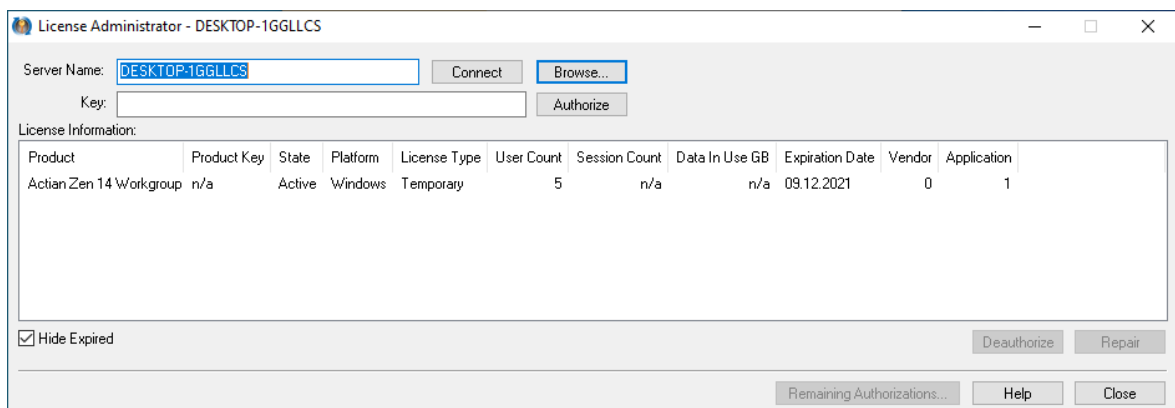 License Administrator - DESKTOP-1GGLLCS
Server Name: DESKTOP-1GGLLCS Connect Browse...
Key: Authorize
License Information:
Product Product Key State Platform License Type User Count Session Count Data In Use GB Expiration Date Vendor Application
Actian Zen 14 Workgroup n/a Active Windows Temporary 5 n/a n/a 09.12.2021 0 1
Hide Expired Deauthorize Repair
Remaining Authorizations... Help Close